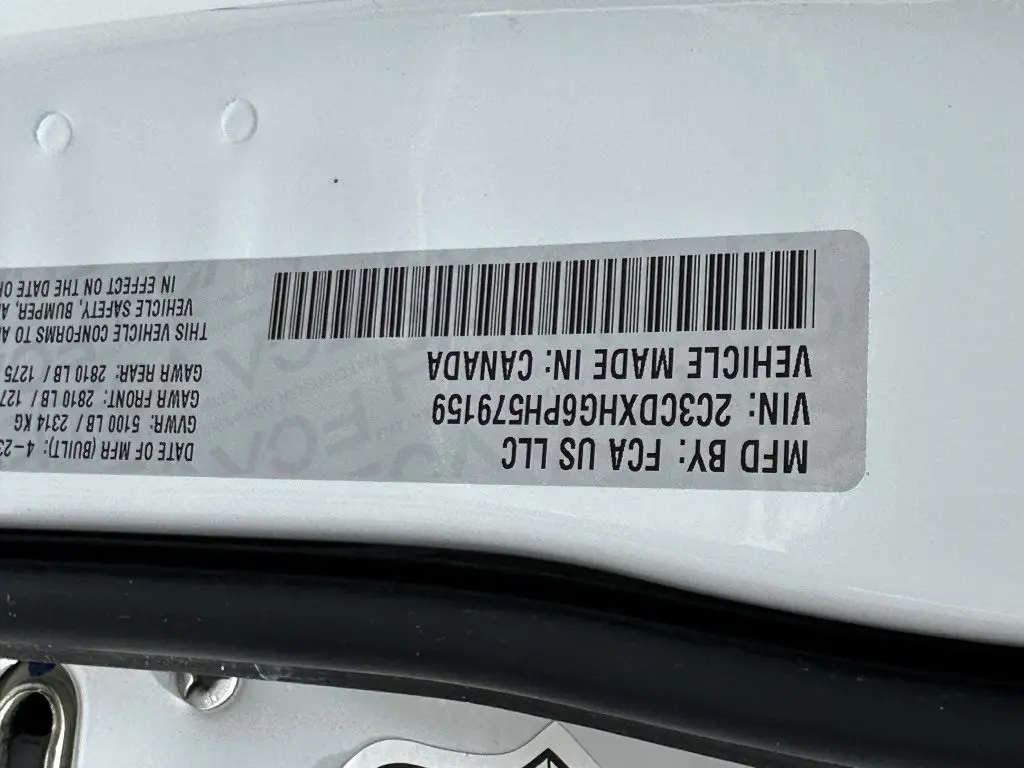 MFD BY: FCA US LLC
VIN: 2C3CDXHG6PH579159
VEHICLE MADE IN: CANADA
DATE OF MFR (BUILT): 4-23
GVWR: 5100 LB / 2314 KG
GAWR FRONT: 2810 LB / 127
GAWR REAR: 2810 LB / 1275
THIS VEHICLE CONFORMS TO A
VEHICLE SAFETY, BUMPER, A
IN EFFECT ON THE DATE O